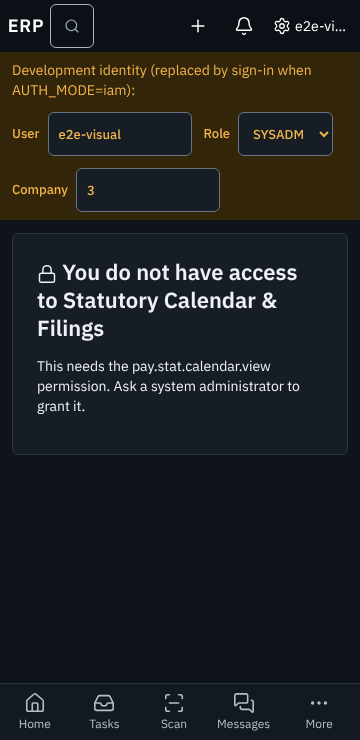 ERP
e2e-vi...
Development identity (replaced by sign-in when
AUTH_MODE=iam):
User e2e-visual Role SYSADM
Company 3
You do not have access
to Statutory Calendar &
Filings
This needs the pay.stat.calendar.view
permission. Ask a system administrator to
grant it.
Home Tasks Scan Messages More